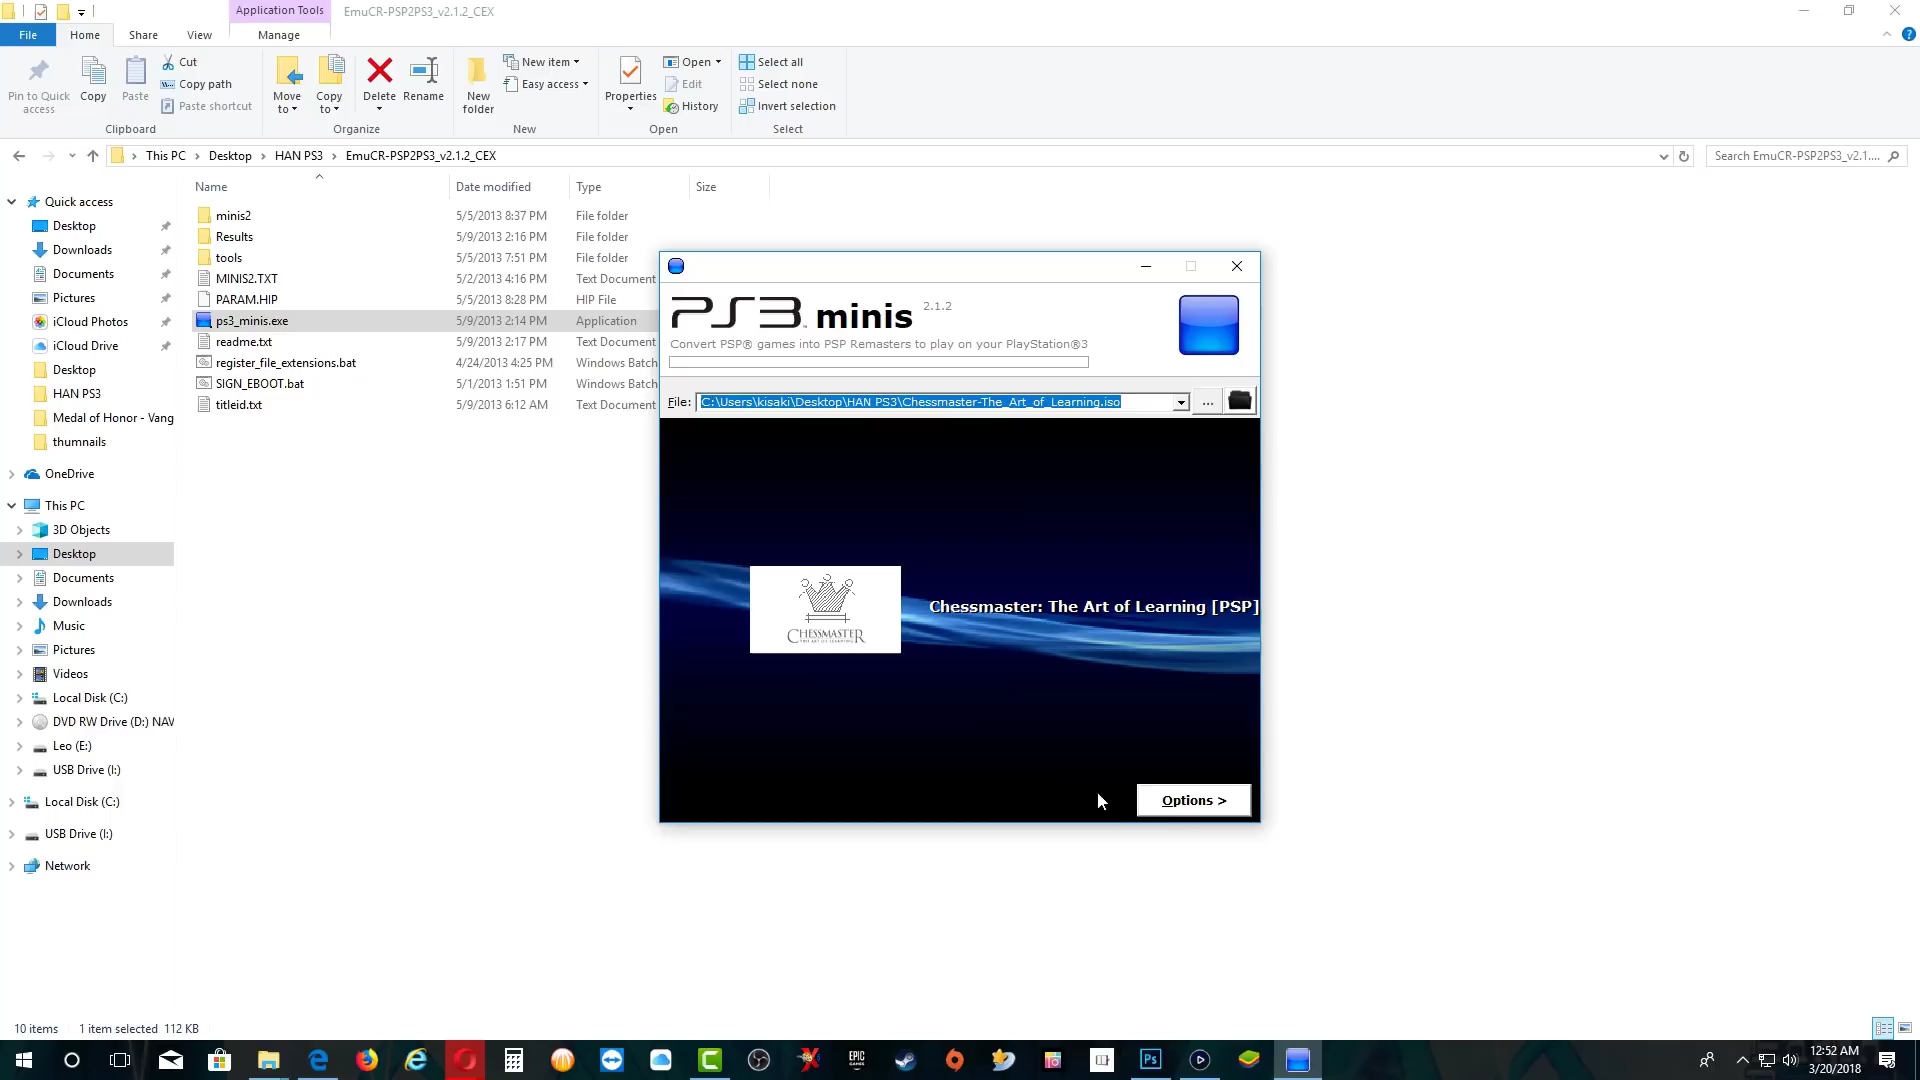 Application Tools
EmuCR-PSP2PS3_v2.1.2_CEX
File
Home
Share
View
Manage
Pin to Quick access
Copy
Paste
Cut
Copy path
Paste shortcut
Clipboard
Move to
Copy to
Delete
Rename
Organize
New folder
New item
Easy access
New
Properties
Open
Edit
History
Open
Select all
Select none
Invert selection
Select
This PC > Desktop > HAN PS3 > EmuCR-PSP2PS3_v2.1.2_CEX
Search EmuCR-PSP2PS3_v2.1....
Name Date modified Type Size
Quick access
Desktop
Downloads
Documents
Pictures
iCloud Photos
iCloud Drive
Desktop
HAN PS3
Medal of Honor - Vang
thumnails
OneDrive
This PC
3D Objects
Desktop
Documents
Downloads
Music
Pictures
Videos
Local Disk (C:)
DVD RW Drive (D:) NAV
Leo (E:)
USB Drive (I:)
Local Disk (C:)
USB Drive (I:)
Network
minis2 5/5/2013 8:37 PM File folder
Results 5/9/2013 2:16 PM File folder
tools 5/5/2013 7:51 PM File folder
MINIS2.TXT 5/2/2013 4:16 PM Text Document
PARAM.HIP 5/5/2013 8:28 PM HIP File
ps3_minis.exe 5/9/2013 2:14 PM Application
readme.txt 5/9/2013 2:17 PM Text Document
register_file_extensions.bat 4/24/2013 4:25 PM Windows Batch
SIGN_EBOOT.bat 5/1/2013 1:51 PM Windows Batch
titleid.txt 5/9/2013 6:12 AM Text Document
PS3 minis 2.1.2
Convert PSP® games into PSP Remasters to play on your PlayStation®3
File: C:\Users\kisaki\Desktop\HAN PS3\Chessmaster-The_Art_of_Learning.iso
...
CHESSMASTER
THE ART OF LEARNING
Chessmaster: The Art of Learning [PSP]
Options >
10 items 1 item selected 112 KB
EPIC GAMES
Ps
12:52 AM
3/20/2018